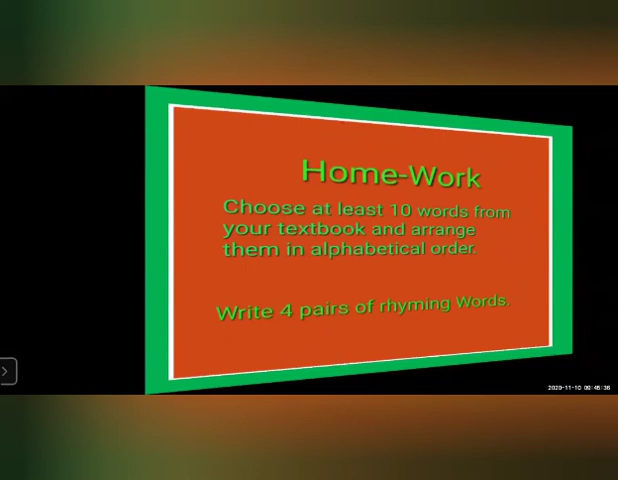 Home-Work
Choose at least 10 words from
your textbook and arrange
them in alphabetical order.
Write 4 pairs of rhyming Words.
2020-11-10 09:45:36